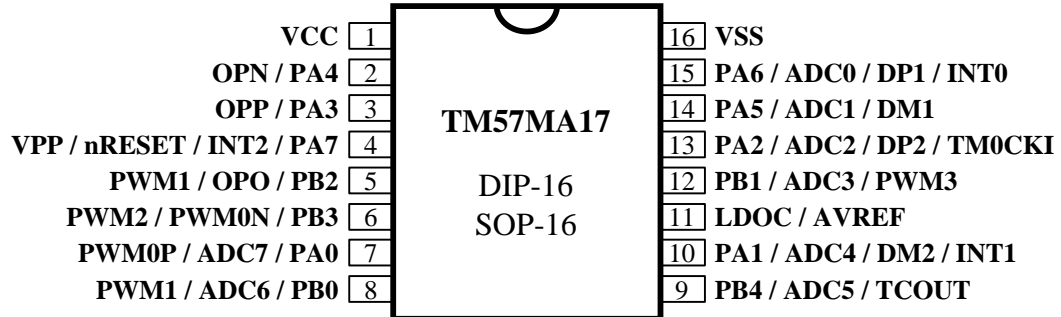 VCC 1
OPN / PA4 2
OPP / PA3 3
VPP / nRESET / INT2 / PA7 4
PWM1 / OPO / PB2 5
PWM2 / PWM0N / PB3 6
PWM0P / ADC7 / PA0 7
PWM1 / ADC6 / PB0 8
TM57MA17
DIP-16
SOP-16
16 VSS
15 PA6 / ADC0 / DP1 / INT0
14 PA5 / ADC1 / DM1
13 PA2 / ADC2 / DP2 / TM0CKI
12 PB1 / ADC3 / PWM3
11 LDOC / AVREF
10 PA1 / ADC4 / DM2 / INT1
9 PB4 / ADC5 / TCOUT